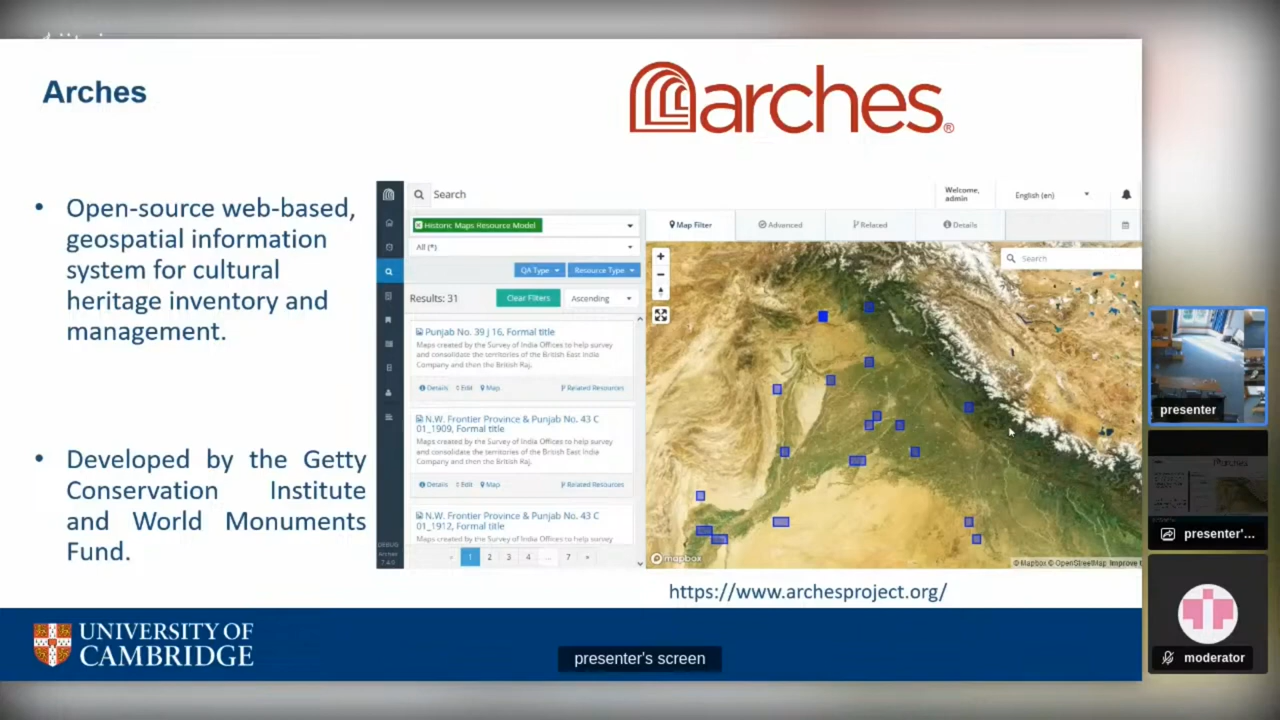 Arches
arches®
Open-source web-based,
geospatial information
system for cultural
heritage inventory and
management.
Developed by the Getty
Conservation Institute
and World Monuments
Fund.
Search
Welcome,
admin
English (en)
Historic Maps Resource Model
All (*)
QA Type
Resource Type
Results: 31
Clear Filters
Ascending
Punjab No. 39 J 16, Formal title
Maps created by the Survey of India Offices to help survey
and consolidate the territories of the British East India
Company and then the British Raj.
Details Edit Map Related Resources
N.W. Frontier Province & Punjab No. 43 C
01_1909, Formal title
Maps created by the Survey of India Offices to help survey
and consolidate the territories of the British East India
Company and then the British Raj.
Details Edit Map Related Resources
N.W. Frontier Province & Punjab No. 43 C
01_1912, Formal title
Maps created by the Survey of India Offices to help survey
« 1 2 3 4 ... 7 »
Map Filter Advanced Related Details
Search
mapbox
© Mapbox © OpenStreetMap Improve t
https://www.archesproject.org/
UNIVERSITY OF
CAMBRIDGE
presenter's screen
presenter
presenter'...
moderator